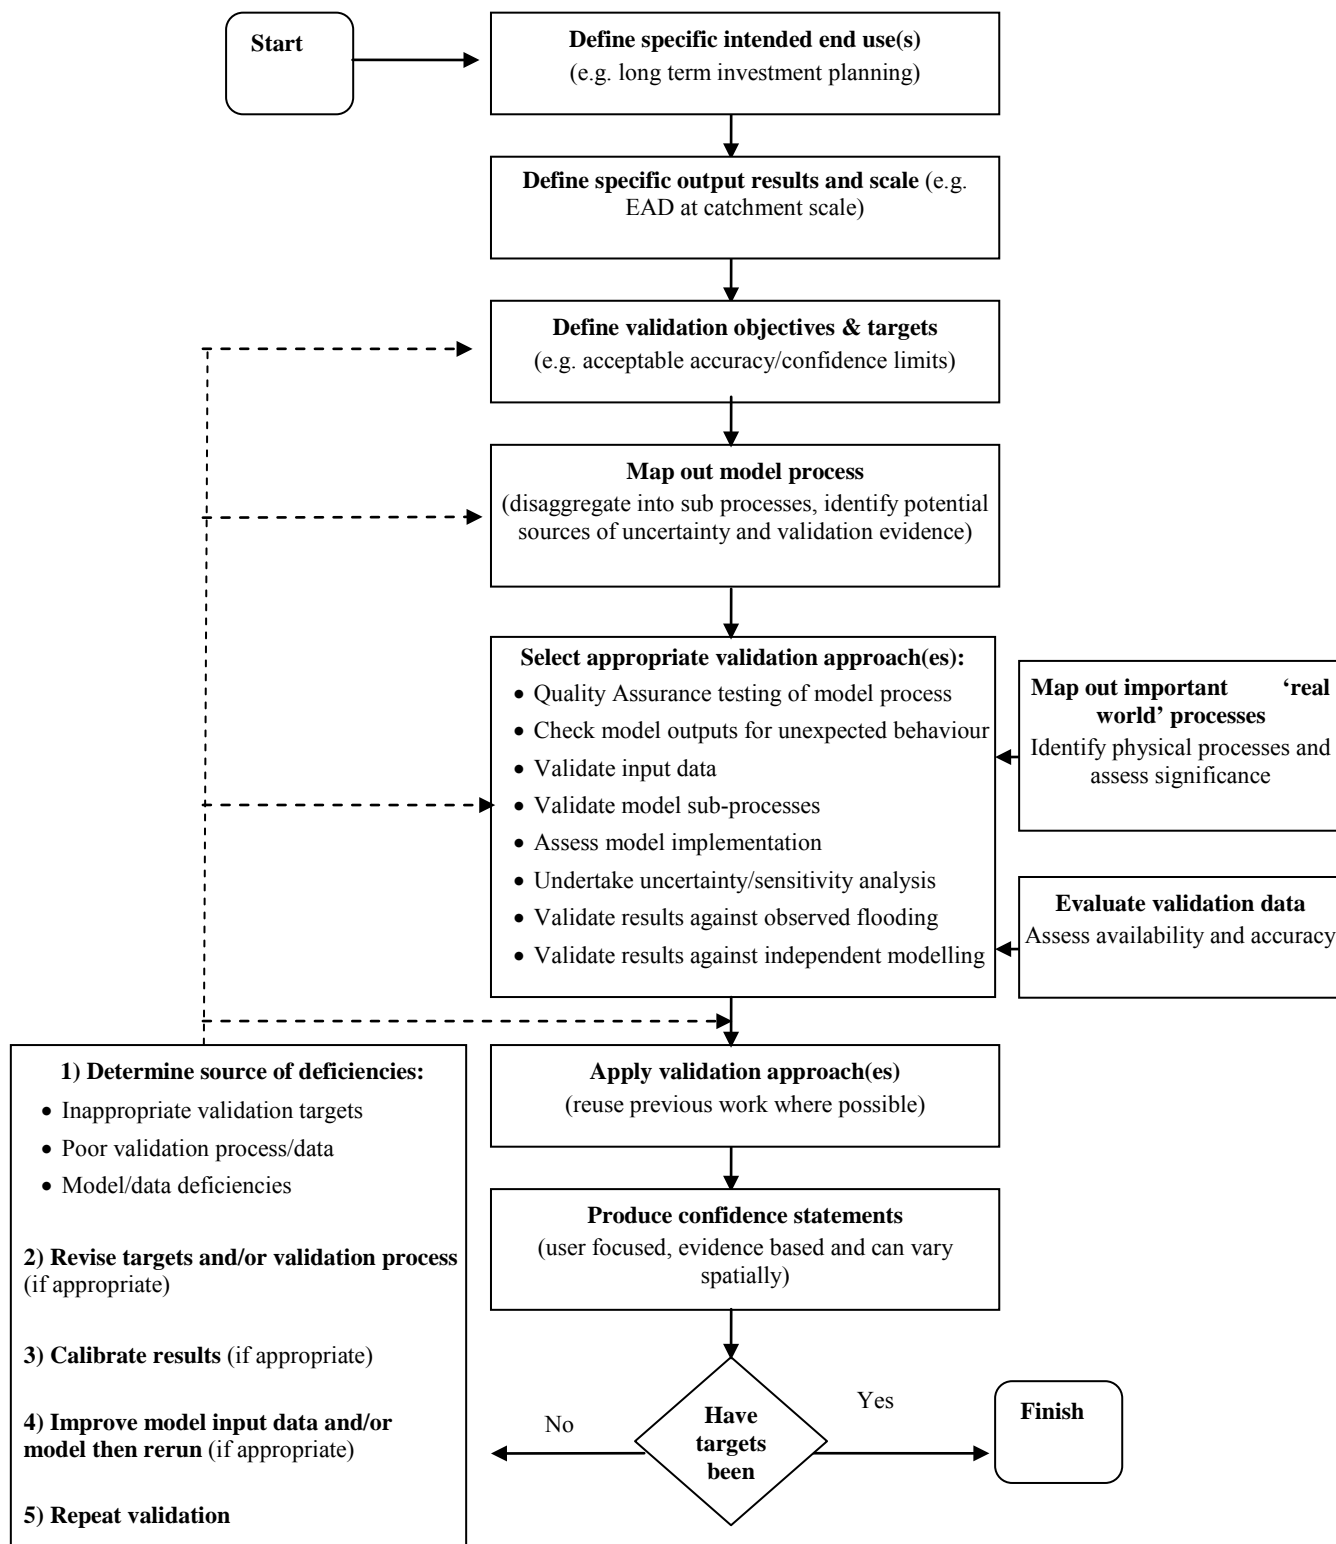 Start
Define specific intended end use(s)
(e.g. long term investment planning)
Define specific output results and scale (e.g.
EAD at catchment scale)
Define validation objectives & targets
(e.g. acceptable accuracy/confidence limits)
Map out model process
(disaggregate into sub processes, identify potential
sources of uncertainty and validation evidence)
Select appropriate validation approach(es):
• Quality Assurance testing of model process
• Check model outputs for unexpected behaviour
• Validate input data
• Validate model sub-processes
• Assess model implementation
• Undertake uncertainty/sensitivity analysis
• Validate results against observed flooding
• Validate results against independent modelling
Map out important ‘real
world’ processes
Identify physical processes and
assess significance
Evaluate validation data
Assess availability and accuracy
Apply validation approach(es)
(reuse previous work where possible)
Produce confidence statements
(user focused, evidence based and can vary
spatially)
Have
targets
been
Yes
No
Finish
1) Determine source of deficiencies:
• Inappropriate validation targets
• Poor validation process/data
• Model/data deficiencies
2) Revise targets and/or validation process
(if appropriate)
3) Calibrate results (if appropriate)
4) Improve model input data and/or
model then rerun (if appropriate)
5) Repeat validation